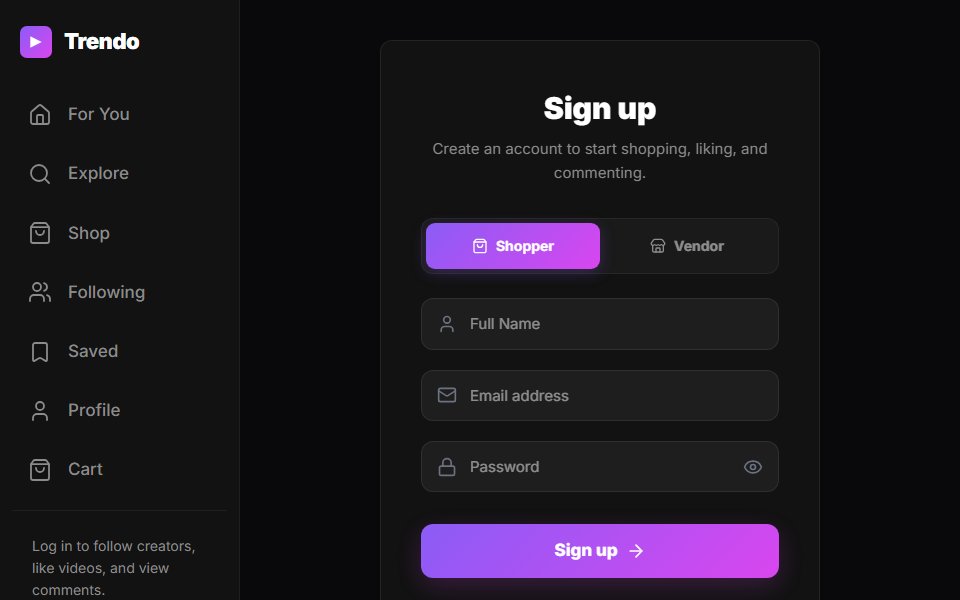 Trendo
For You
Explore
Shop
Following
Saved
Profile
Cart
Log in to follow creators,
like videos, and view
comments.
Sign up
Create an account to start shopping, liking, and
commenting.
Shopper
Vendor
Full Name
Email address
Password
Sign up